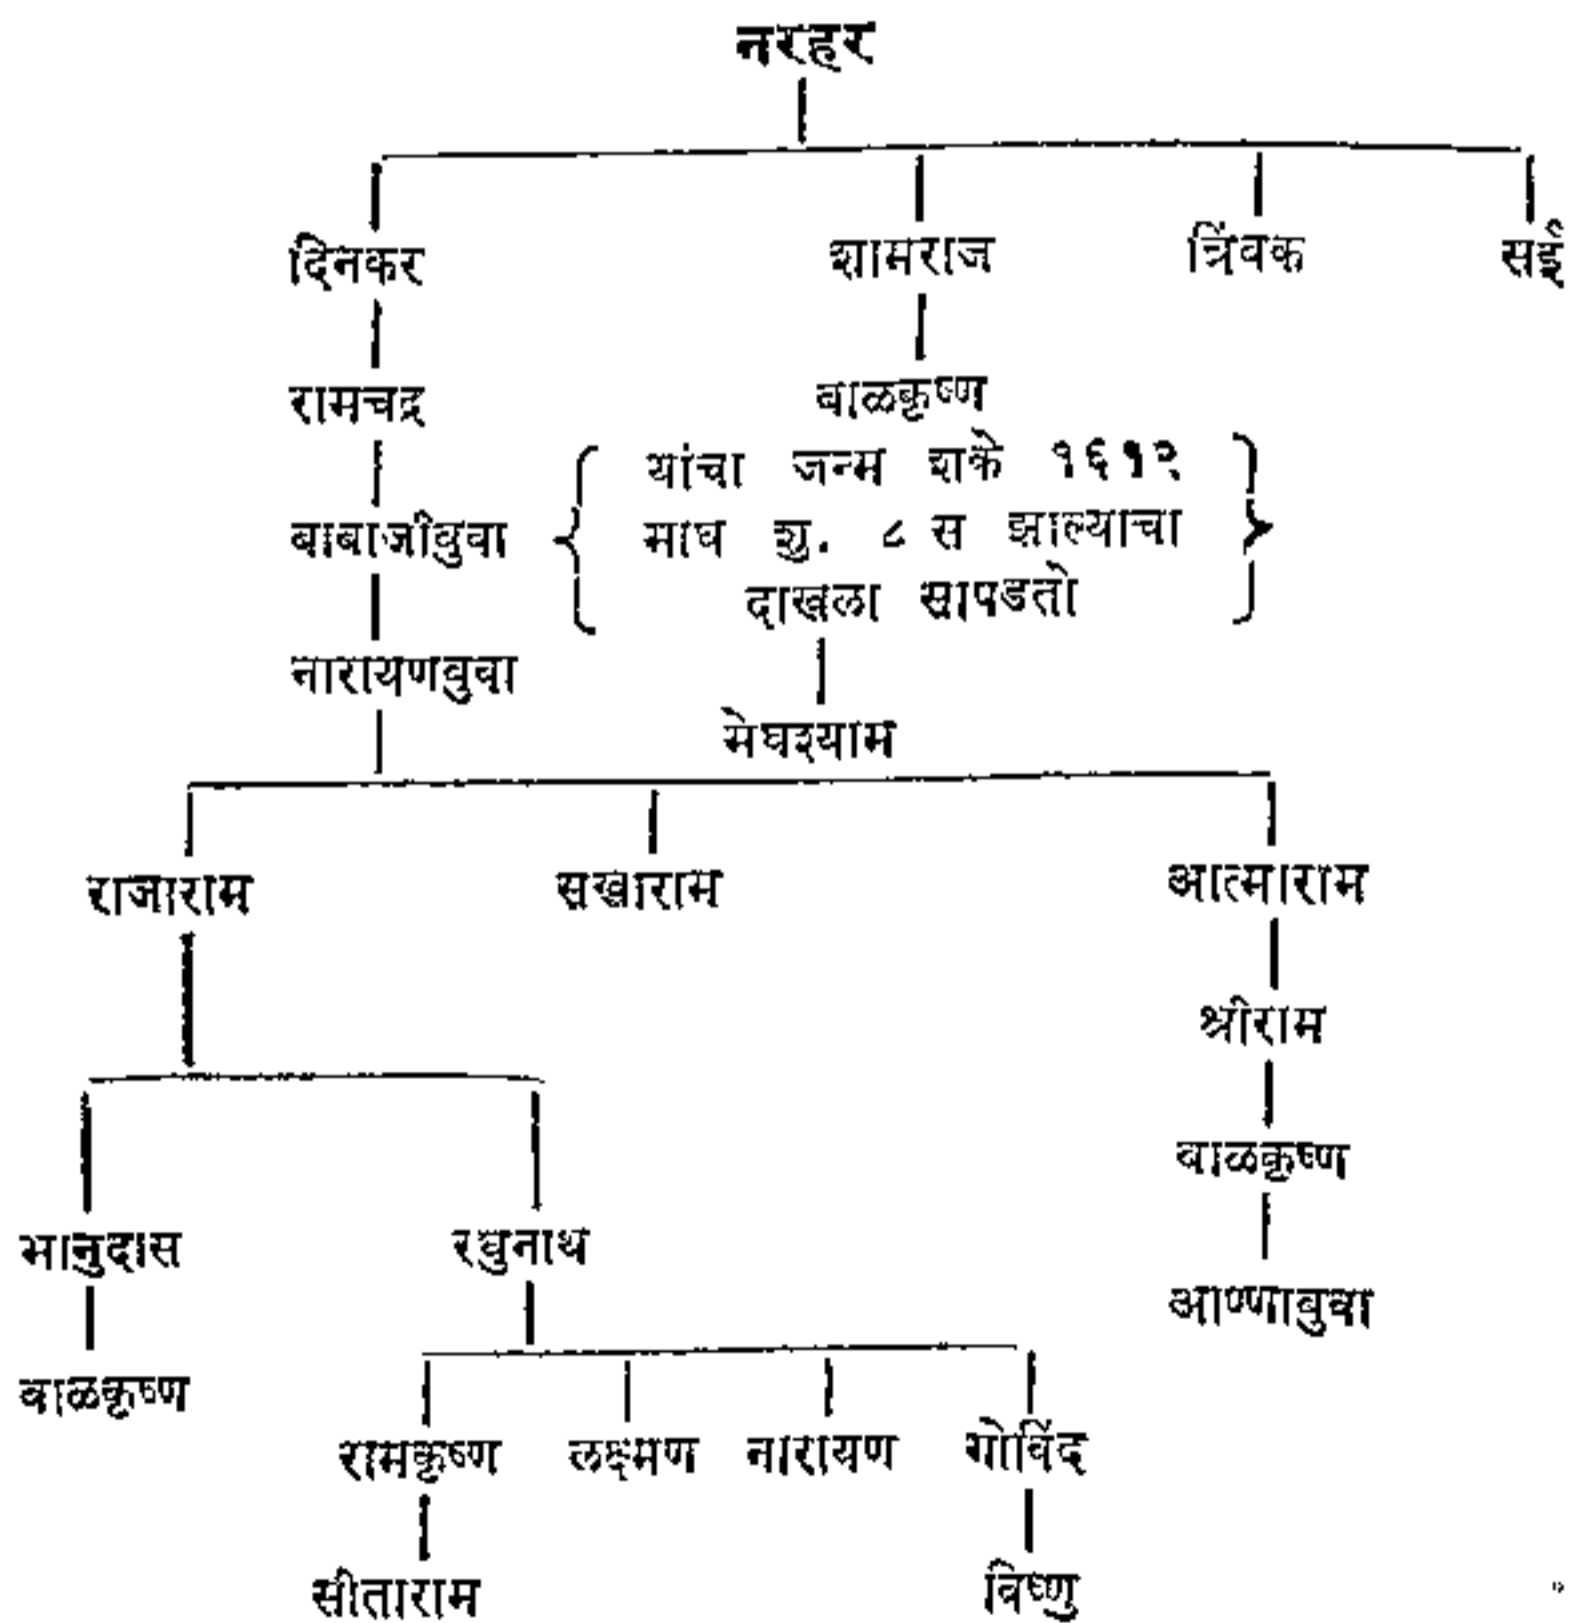 नरहर
दिनकर शामराज त्रिंबक सई
रामचद्र बाळकृष्ण
यांचा जन्म शके १६१२
बाबाजीबुवा माघ शु. ८ स झाल्याचा
दाखला सापडतो
नारायणबुवा
मेघश्याम
राजाराम सखाराम आत्माराम
श्रीराम
बाळकृष्ण
भानुदास रघुनाथ
आण्णाबुवा
बाळकृष्ण
रामकृष्ण लक्ष्मण नारायण गोविंद
सीताराम विष्णु